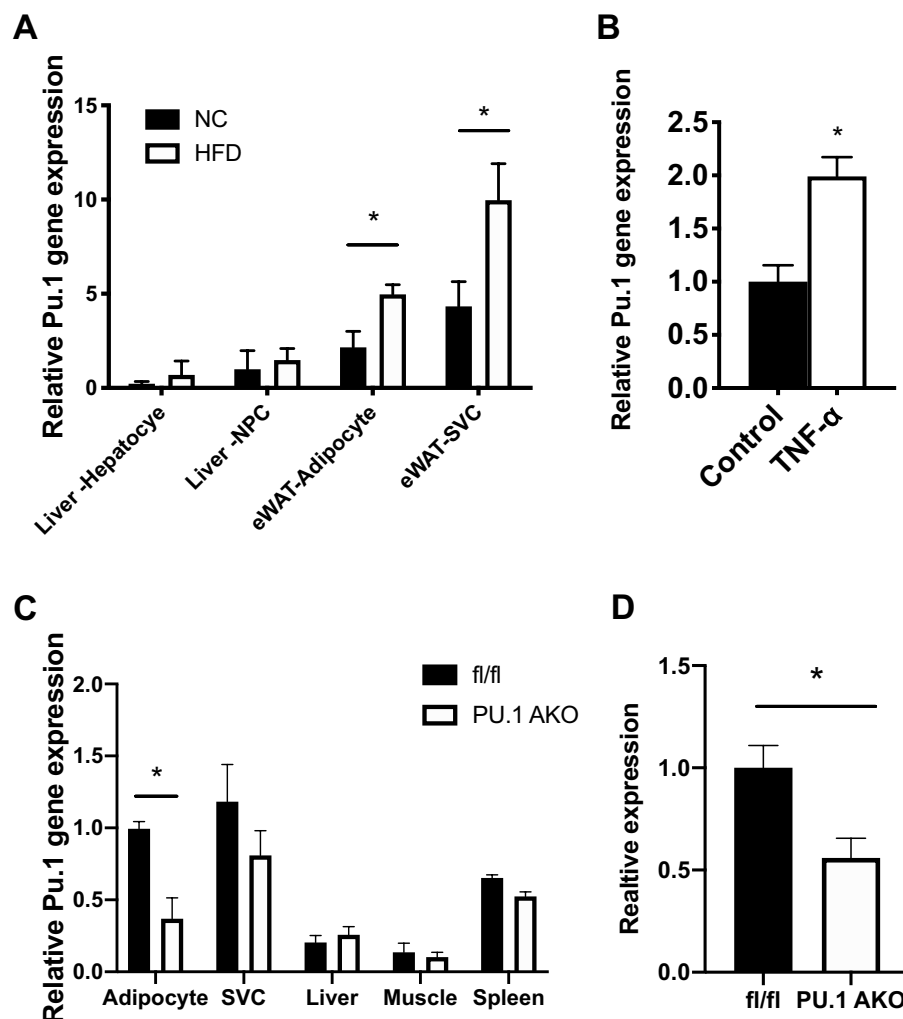 A
Relative Pu.1 gene expression
15
10
5
0
NC
HFD
*
*
Liver -Hepatocye
Liver -NPC
eWAT-Adipocyte
eWAT-SVC
B
Relative Pu.1 gene expression
2.5
2.0
1.5
1.0
0.5
0.0
*
Control
TNF-α
C
Relative Pu.1 gene expression
2.0
1.5
1.0
0.5
0.0
fl/fl
PU.1 AKO
*
Adipocyte
SVC
Liver
Muscle
Spleen
D
Realtive expression
1.5
1.0
0.5
0.0
*
fl/fl
PU.1 AKO